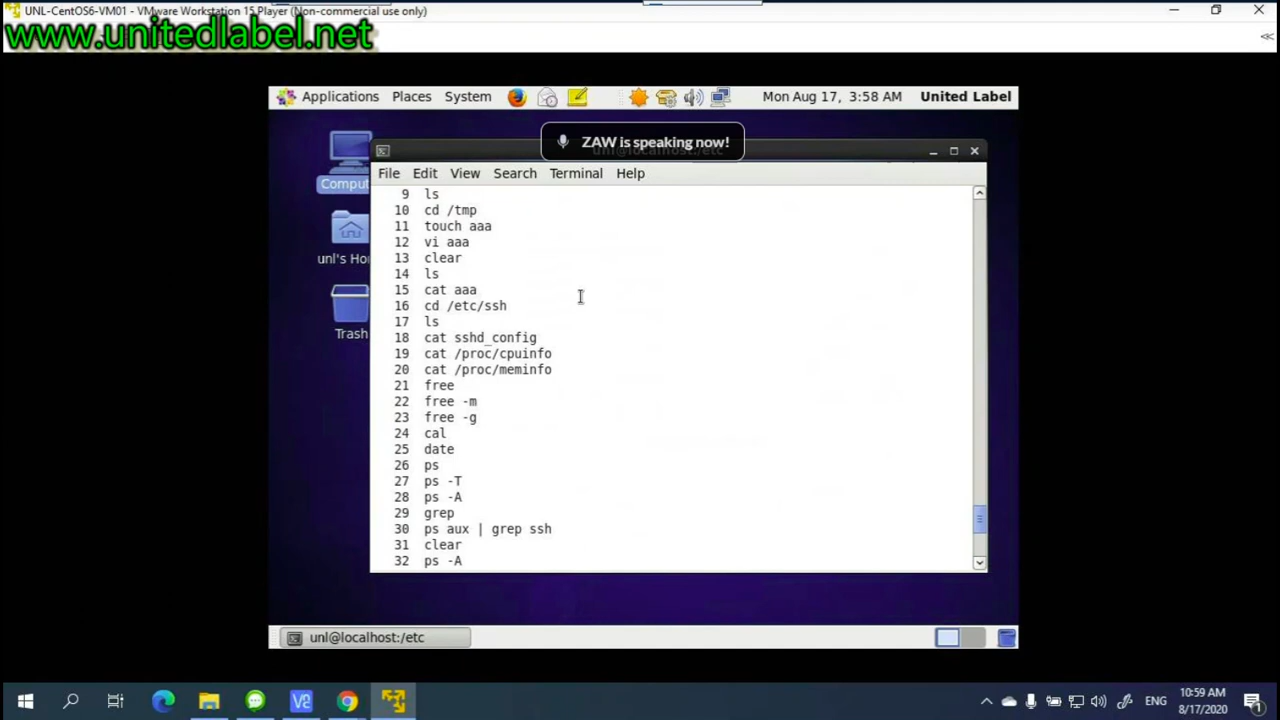 UNL-CentOS6-VM01 - VMware Workstation 15 Player (Non-commercial use only)
www.unitedlabel.net
Applications Places System Mon Aug 17, 3:58 AM United Label
ZAW is speaking now!
File Edit View Search Terminal Help
Comput
unl's Ho
Trash
9 ls
10 cd /tmp
11 touch aaa
12 vi aaa
13 clear
14 ls
15 cat aaa
16 cd /etc/ssh
17 ls
18 cat sshd_config
19 cat /proc/cpuinfo
20 cat /proc/meminfo
21 free
22 free -m
23 free -g
24 cal
25 date
26 ps
27 ps -T
28 ps -A
29 grep
30 ps aux | grep ssh
31 clear
32 ps -A
unl@localhost:/etc
ENG
10:59 AM
8/17/2020
1